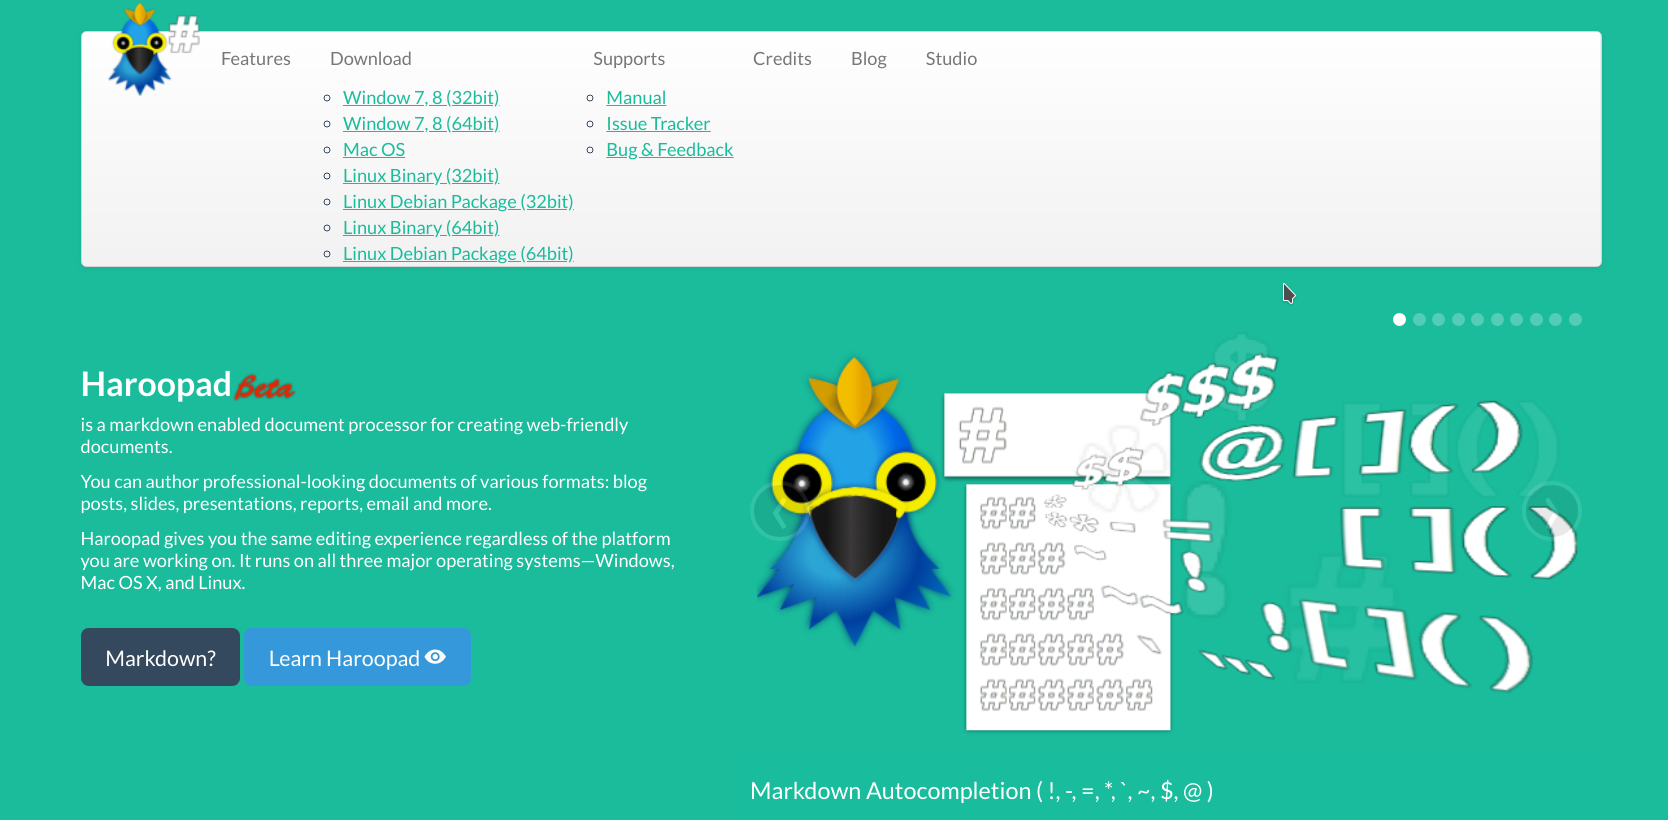 #
Features Download Supports Credits Blog Studio
Window 7, 8 (32bit)
Window 7, 8 (64bit)
Mac OS
Linux Binary (32bit)
Linux Debian Package (32bit)
Linux Binary (64bit)
Linux Debian Package (64bit)
Manual
Issue Tracker
Bug & Feedback
Haroopad Beta
is a markdown enabled document processor for creating web-friendly
documents.
You can author professional-looking documents of various formats: blog
posts, slides, presentations, reports, email and more.
Haroopad gives you the same editing experience regardless of the platform
you are working on. It runs on all three major operating systems—Windows,
Mac OS X, and Linux.
Markdown?
Learn Haroopad
#
$$$
$$
@[]()
## *** - =
### ~
#### ~~
##### `
######
! []()
```
![]()
Markdown Autocompletion ( !, -, =, *, `, ~, $, @ )